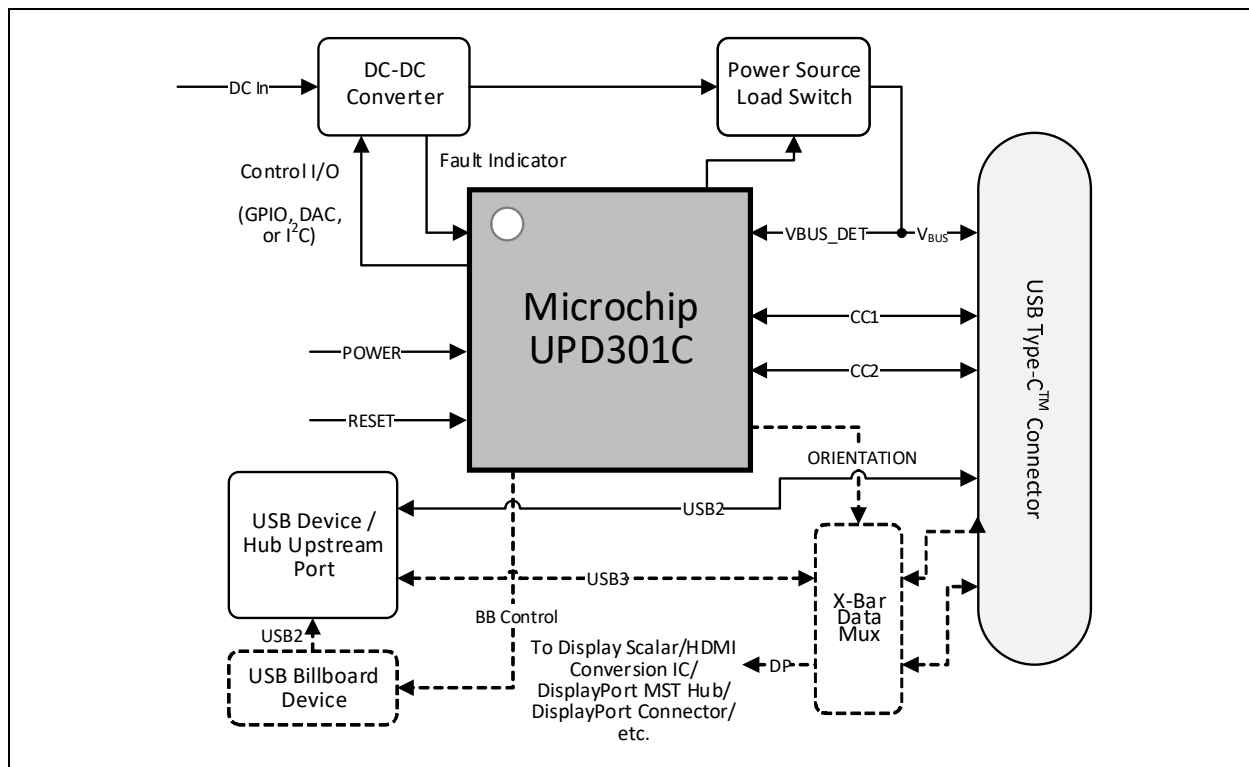 DC In
DC-DC
Converter
Power Source
Load Switch
Control I/O
(GPIO, DAC,
or I²C)
Fault Indicator
VBUS_DET
V_BUS
Microchip
UPD301C
CC1
CC2
POWER
RESET
USB Type-C™ Connector
ORIENTATION
USB2
USB Device /
Hub Upstream
Port
USB3
X-Bar
Data
Mux
BB Control
USB2
USB Billboard
Device
To Display Scalar/HDMI
Conversion IC/
DisplayPort MST Hub/
DisplayPort Connector/
etc.
DP